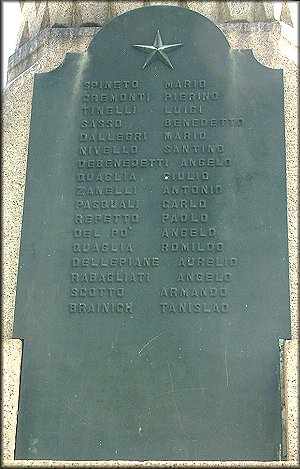 SPINETO MARIO
CREMONTI PIERINO
TINELLI LUIGI
SASSO BENEDETTO
DALLEGRI MARIO
NIVELLO SANTINO
DEBENEDETTI ANGELO
QUAGLIA GIULIO
ZANELLI ANTONIO
PASQUALI CARLO
REPETTO PAOLO
DEL PO' ANGELO
QUAGLIA ROMILDO
DELLEPIANE AURELIO
RABAGLIATI ANGELO
SCOTTO ARMANDO
BRAINICH TANISLAO